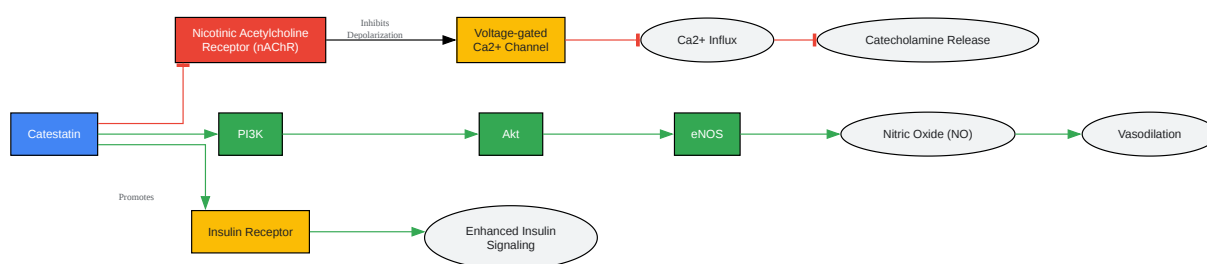 Nicotinic Acetylcholine
Receptor (nAChR)
Inhibits
Depolarization
Voltage-gated
Ca2+ Channel
Ca2+ Influx
Catecholamine Release
Catestatin
PI3K
Akt
eNOS
Nitric Oxide (NO)
Vasodilation
Promotes
Insulin Receptor
Enhanced Insulin
Signaling